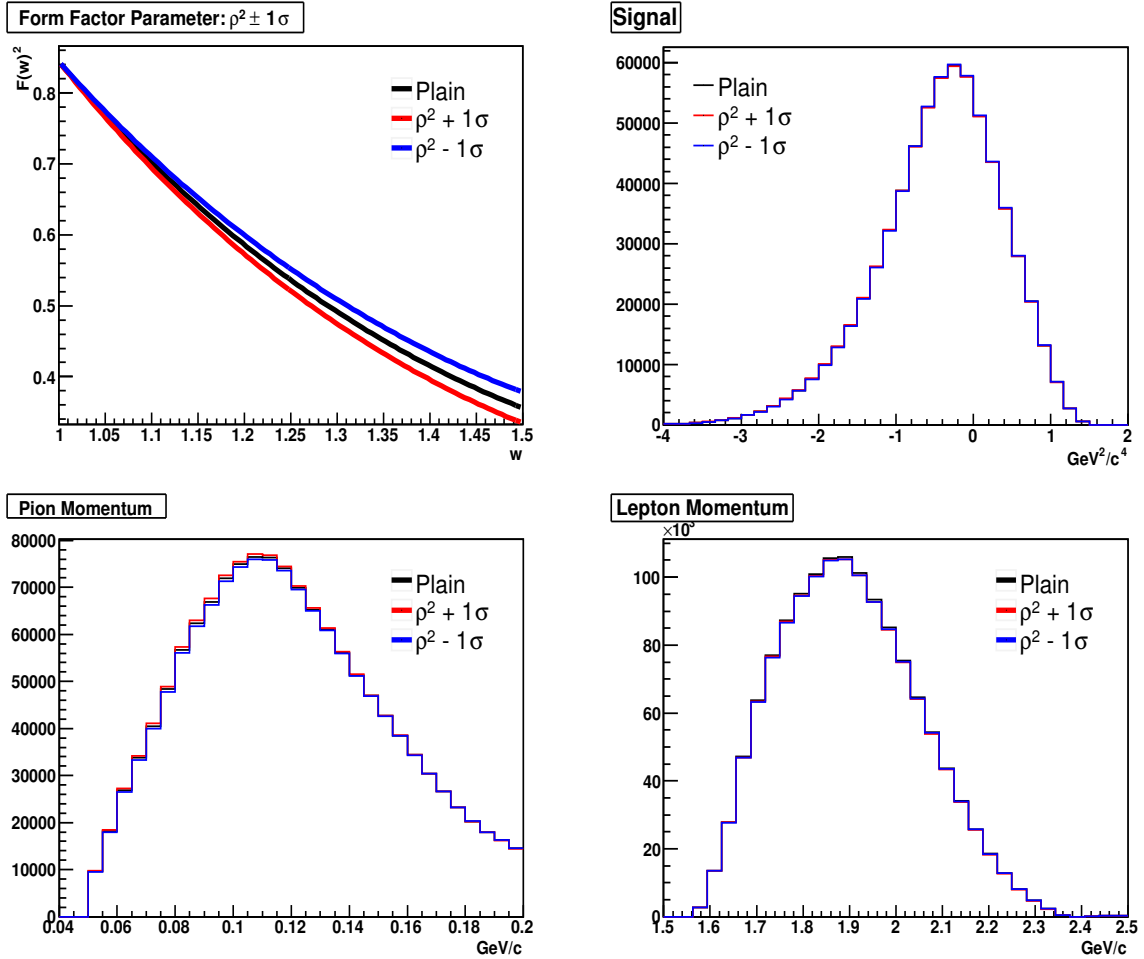 Form Factor Parameter: ρ² ± 1σ
F(w)²
Plain
ρ² + 1σ
ρ² - 1σ
0.8
0.7
0.6
0.5
0.4
1 1.05 1.1 1.15 1.2 1.25 1.3 1.35 1.4 1.45 1.5
w
Signal
Plain
ρ² + 1σ
ρ² - 1σ
60000
50000
40000
30000
20000
10000
0
-4 -3 -2 -1 0 1 2
GeV²/c⁴
Pion Momentum
Plain
ρ² + 1σ
ρ² - 1σ
80000
70000
60000
50000
40000
30000
20000
10000
0
0.04 0.06 0.08 0.1 0.12 0.14 0.16 0.18 0.2
GeV/c
Lepton Momentum
×10³
Plain
ρ² + 1σ
ρ² - 1σ
100
80
60
40
20
0
1.5 1.6 1.7 1.8 1.9 2.0 2.1 2.2 2.3 2.4 2.5
GeV/c